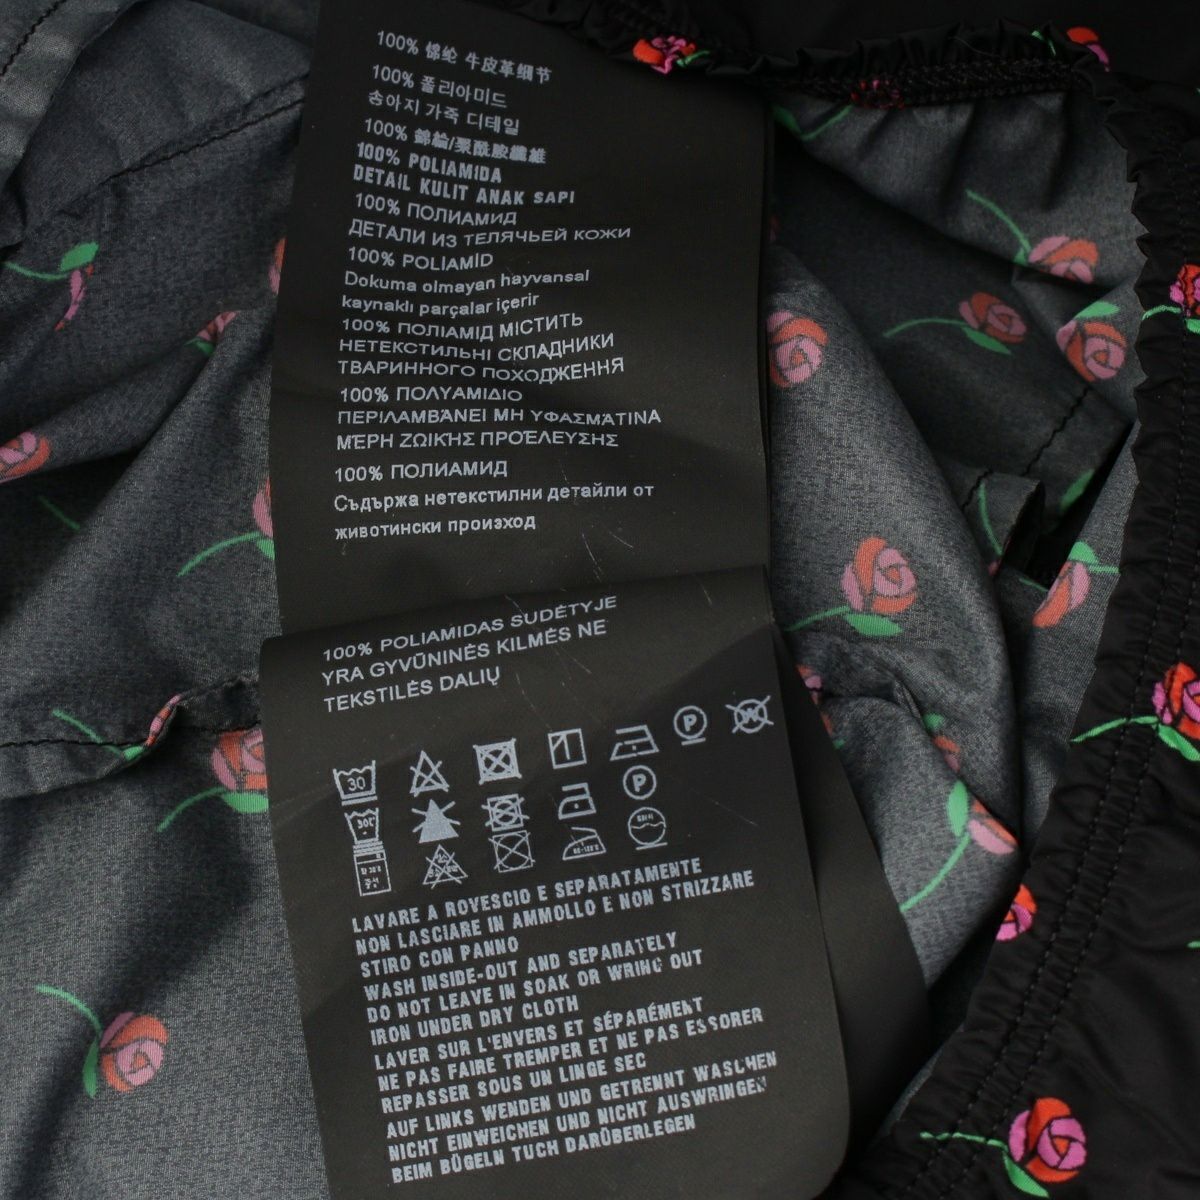 100% 锦纶 牛皮革细节
100% 폴리아미드
송아지 가죽 디테일
100% 錦綸/聚酰胺纖維
100% POLIAMIDA
DETAIL KULIT ANAK SAPI
100% ПОЛИАМИД
ДЕТАЛИ ИЗ ТЕЛЯЧЬЕЙ КОЖИ
100% POLIAMID
Dokuma olmayan hayvansal
kaynaklı parçalar içerir
100% ПОЛІАМІД МІСТИТЬ
НЕТЕКСТИЛЬНІ СКЛАДНИКИ
ТВАРИННОГО ПОХОДЖЕННЯ
100% ΠΟΛΥΑΜΙΔΙΟ
ΠΕΡΙΛΑΜΒΆΝΕΙ ΜΗ ΥΦΑΣΜΆΤΙΝΑ
ΜΈΡΗ ΖΩΙΚΉΣ ΠΡΟΈΛΕΥΣΗΣ
100% ПОЛИАМИД
Съдържа нетекстилни детайли от
животински произход
100% POLIAMIDAS SUDĖTYJE
YRA GYVŪNINĖS KILMĖS NE
TEKSTILĖS DALIŲ
30 P W
P
LAVARE A ROVESCIO E SEPARATAMENTE
NON LASCIARE IN AMMOLLO E NON STRIZZARE
STIRO CON PANNO
WASH INSIDE-OUT AND SEPARATELY
DO NOT LEAVE IN SOAK OR WRING OUT
IRON UNDER DRY CLOTH
LAVER SUR L'ENVERS ET SÉPARÉMENT
NE PAS FAIRE TREMPER ET NE PAS ESSORER
REPASSER SOUS UN LINGE SEC
AUF LINKS WENDEN UND GETRENNT WASCHEN
NICHT EINWEICHEN UND NICHT AUSWRINGEN
BEIM BÜGELN TUCH DARÜBERLEGEN